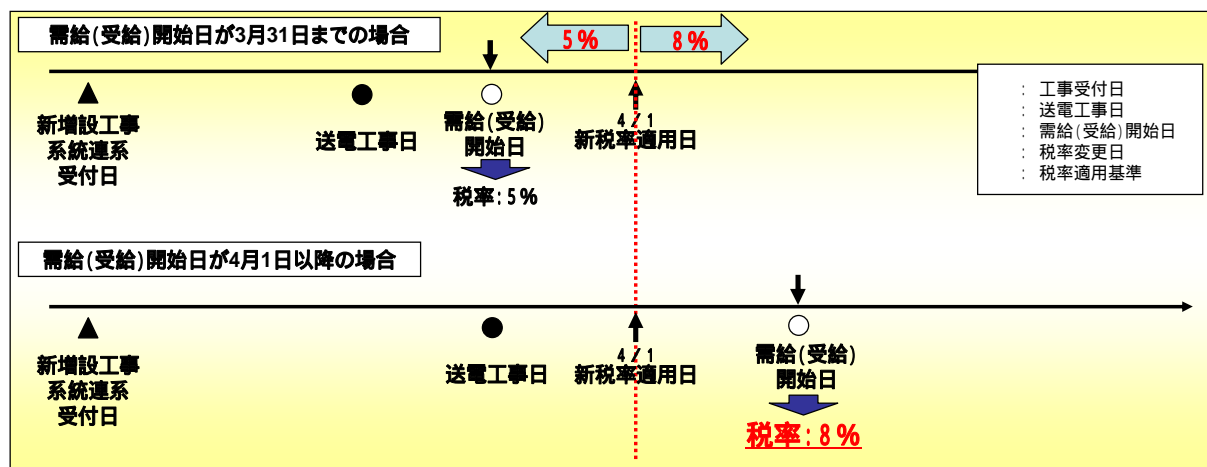 需給(受給)開始日が3月31日までの場合
5%
8%
新増設工事
系統連系
受付日
送電工事日
需給(受給)
開始日
税率:5%
4/1
新税率適用日
: 工事受付日
: 送電工事日
: 需給(受給)開始日
: 税率変更日
: 税率適用基準
需給(受給)開始日が4月1日以降の場合
新増設工事
系統連系
受付日
送電工事日
4/1
新税率適用日
需給(受給)
開始日
税率:8%